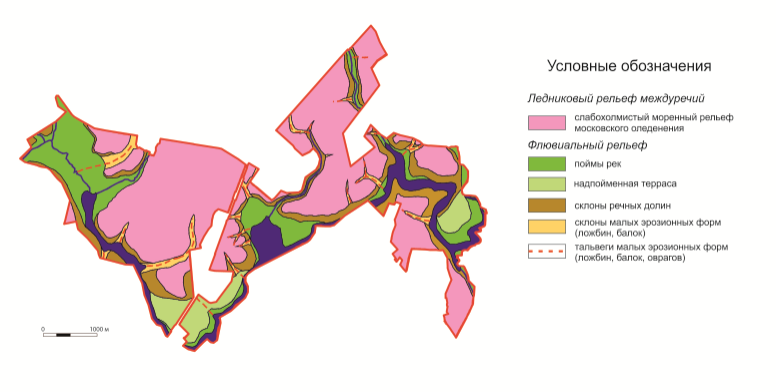 Условные обозначения
Ледниковый рельеф междуречий
слабохолмистый моренный рельеф
московского оледенения
Флювиальный рельеф
поймы рек
надпойменная терраса
склоны речных долин
склоны малых эрозионных форм
(ложбин, балок)
тальвеги малых эрозионных форм
(ложбин, балок, оврагов)
0 1000 м